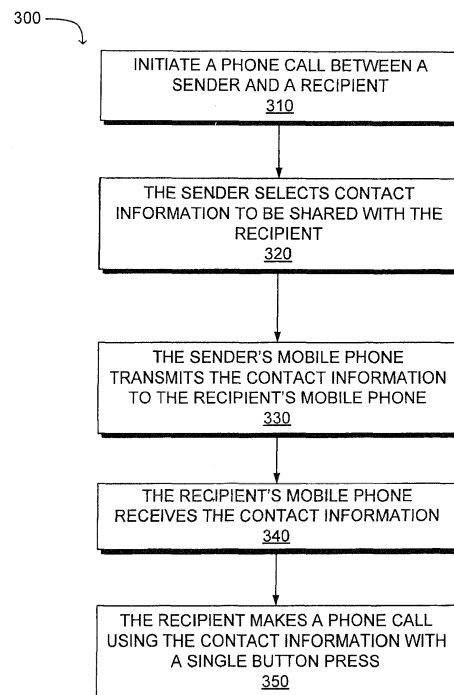 300
INITIATE A PHONE CALL BETWEEN A
SENDER AND A RECIPIENT
310
THE SENDER SELECTS CONTACT
INFORMATION TO BE SHARED WITH THE
RECIPIENT
320
THE SENDER'S MOBILE PHONE
TRANSMITS THE CONTACT INFORMATION
TO THE RECIPIENT'S MOBILE PHONE
330
THE RECIPIENT'S MOBILE PHONE
RECEIVES THE CONTACT INFORMATION
340
THE RECIPIENT MAKES A PHONE CALL
USING THE CONTACT INFORMATION WITH
A SINGLE BUTTON PRESS
350